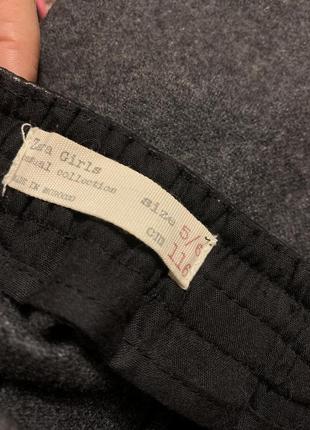 Zara Girls
casual collection
MADE IN MOROCCO
size 5/6
cm 116